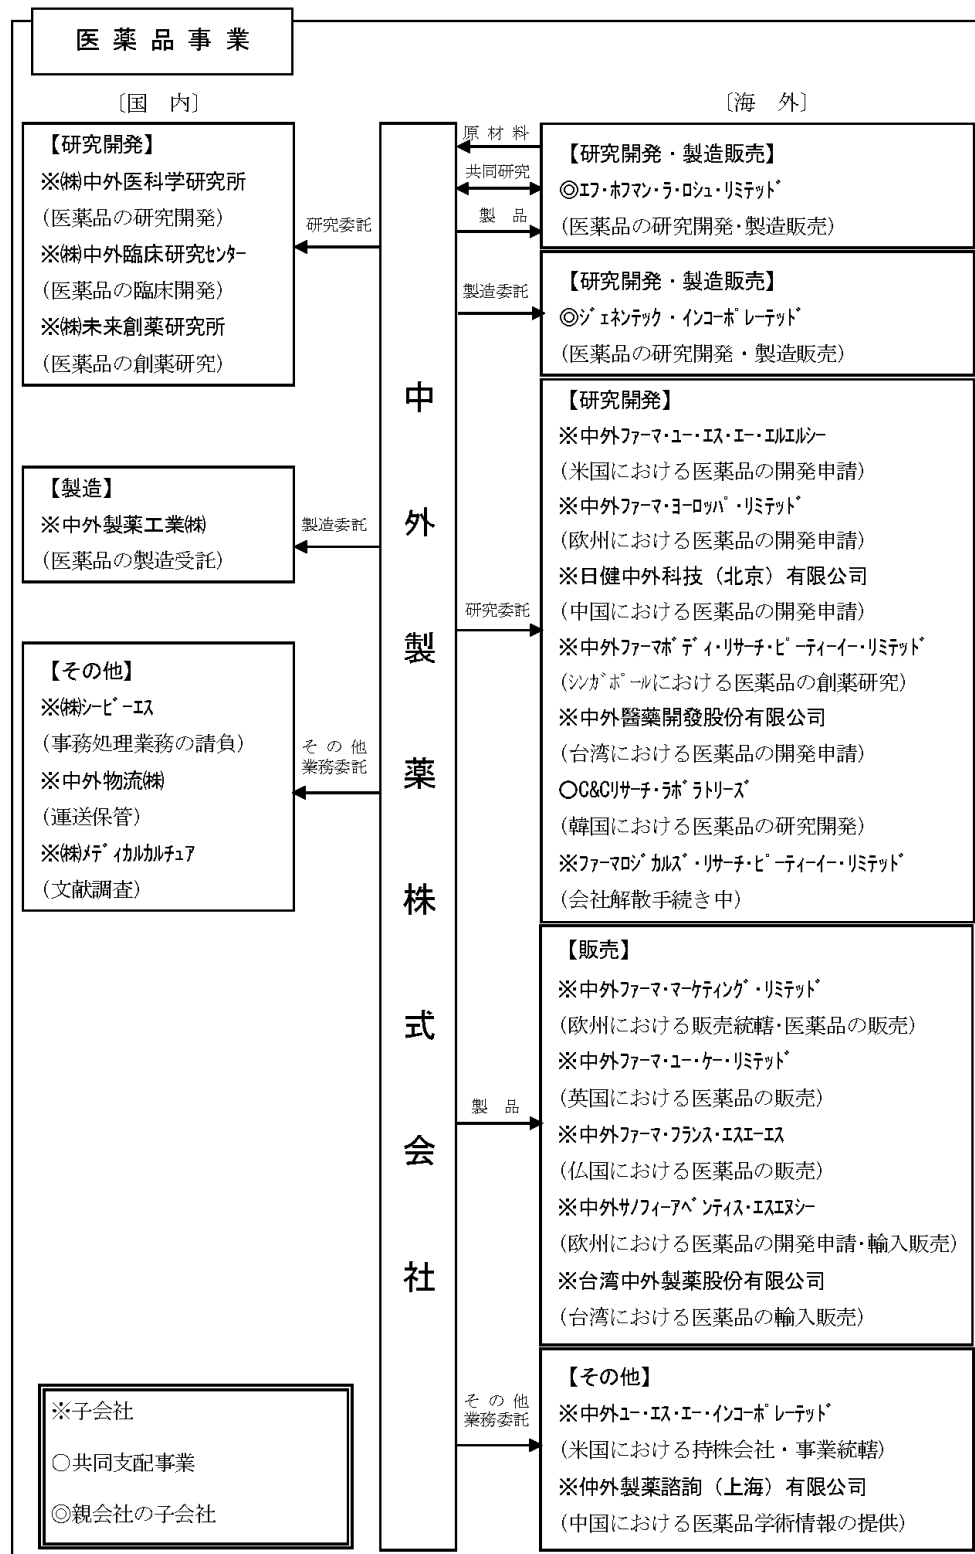 医薬品事業
〔国　内〕
【研究開発】
※㈱中外医科学研究所
(医薬品の研究開発)
※㈱中外臨床研究ｾﾝﾀｰ
(医薬品の臨床開発)
※㈱未来創薬研究所
(医薬品の創薬研究)
研究委託
【製造】
※中外製薬工業㈱
(医薬品の製造受託)
製造委託
【その他】
※㈱ｼｰﾋﾞｰｴｽ
(事務処理業務の請負)
※中外物流㈱
(運送保管)
※㈱ﾒﾃﾞｨｶﾙｶﾙﾁｭｱ
(文献調査)
その他
業務委託
中外製薬株式会社
〔海　外〕
原材料
共同研究
製　品
【研究開発・製造販売】
◎ｴﾌ･ﾎﾌﾏﾝ･ﾗ･ﾛｼｭ･ﾘﾐﾃｯﾄﾞ
(医薬品の研究開発･製造販売)
製造委託
【研究開発・製造販売】
◎ｼﾞｪﾈﾝﾃｯｸ・ｲﾝｺｰﾎﾟﾚｰﾃｯﾄﾞ
(医薬品の研究開発・製造販売)
研究委託
【研究開発】
※中外ﾌｧｰﾏ･ﾕｰ･ｴｽ･ｴｰ･ｴﾙｴﾙｼｰ
(米国における医薬品の開発申請)
※中外ﾌｧｰﾏ･ﾖｰﾛｯﾊﾟ･ﾘﾐﾃｯﾄﾞ
(欧州における医薬品の開発申請)
※日健中外科技（北京）有限公司
(中国における医薬品の開発申請)
※中外ﾌｧｰﾏﾎﾞﾃﾞｨ･ﾘｻｰﾁ･ﾋﾟｰﾃｨｰｲｰ･ﾘﾐﾃｯﾄﾞ
(ｼﾝｶﾞﾎﾟｰﾙにおける医薬品の創薬研究)
※中外醫藥開發股份有限公司
(台湾における医薬品の開発申請)
○C&Cﾘｻｰﾁ･ﾗﾎﾞﾗﾄﾘｰｽﾞ
(韓国における医薬品の研究開発)
※ﾌｧｰﾏﾛｼﾞｶﾙｽﾞ･ﾘｻｰﾁ･ﾋﾟｰﾃｨｰｲｰ･ﾘﾐﾃｯﾄﾞ
(会社解散手続き中)
製　品
【販売】
※中外ﾌｧｰﾏ･ﾏｰｹﾃｨﾝｸﾞ･ﾘﾐﾃｯﾄﾞ
(欧州における販売統轄･医薬品の販売)
※中外ﾌｧｰﾏ･ﾕｰ･ｹｰ･ﾘﾐﾃｯﾄﾞ
(英国における医薬品の販売)
※中外ﾌｧｰﾏ･ﾌﾗﾝｽ･ｴｽｴｰｴｽ
(仏国における医薬品の販売)
※中外ｻﾉﾌｨｰｱﾍﾞﾝﾃｨｽ･ｴｽｴﾇｼｰ
(欧州における医薬品の開発申請･輸入販売)
※台湾中外製薬股份有限公司
(台湾における医薬品の輸入販売)
その他
業務委託
【その他】
※中外ﾕｰ･ｴｽ･ｴｰ･ｲﾝｺｰﾎﾟﾚｰﾃｯﾄﾞ
(米国における持株会社・事業統轄)
※仲外製薬諮詢（上海）有限公司
(中国における医薬品学術情報の提供)
※子会社
○共同支配事業
◎親会社の子会社